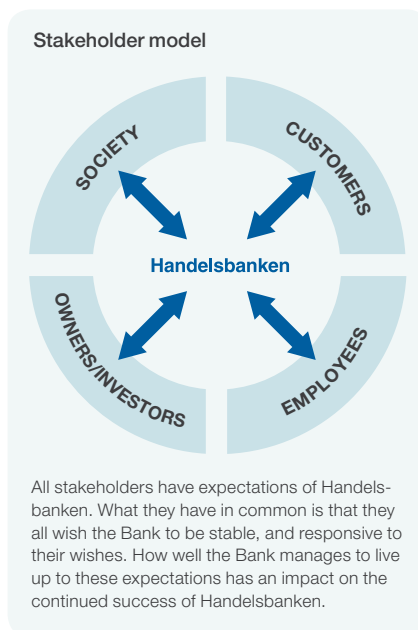 Stakeholder model
SOCIETY
CUSTOMERS
Handelsbanken
OWNERS/INVESTORS
EMPLOYEES
All stakeholders have expectations of Handels-
banken. What they have in common is that they
all wish the Bank to be stable, and responsive to
their wishes. How well the Bank manages to live
up to these expectations has an impact on the
continued success of Handelsbanken.